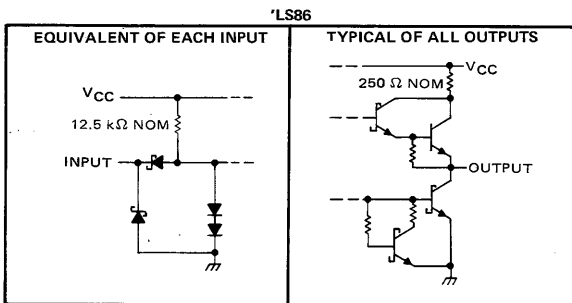 'LS86
EQUIVALENT OF EACH INPUT
VCC
12.5 kΩ NOM
INPUT
TYPICAL OF ALL OUTPUTS
VCC
250 Ω NOM
OUTPUT